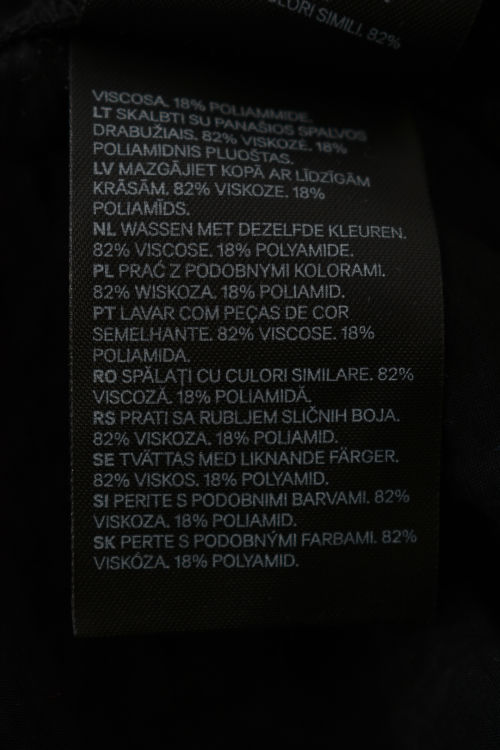 COLORI SIMILI. 82%
VISCOSA. 18% POLIAMMIDE.
LT SKALBTI SU PANAŠIOS SPALVOS
DRABUŽIAIS. 82% VISKOZĖ. 18%
POLIAMIDNIS PLUOŠTAS.
LV MAZGĀJIET KOPĀ AR LĪDZĪGĀM
KRĀSĀM. 82% VISKOZE. 18%
POLIAMĪDS.
NL WASSEN MET DEZELFDE KLEUREN.
82% VISCOSE. 18% POLYAMIDE.
PL PRAĆ Z PODOBNYMI KOLORAMI.
82% WISKOZA. 18% POLIAMID.
PT LAVAR COM PEÇAS DE COR
SEMELHANTE. 82% VISCOSE. 18%
POLIAMIDA.
RO SPĂLAȚI CU CULORI SIMILARE. 82%
VISCOZĂ. 18% POLIAMIDĂ.
RS PRATI SA RUBLJEM SLIČNIH BOJA.
82% VISKOZA. 18% POLIAMID.
SE TVÄTTAS MED LIKNANDE FÄRGER.
82% VISKOS. 18% POLYAMID.
SI PERITE S PODOBNIMI BARVAMI. 82%
VISKOZA. 18% POLIAMID.
SK PERTE S PODOBNÝMI FARBAMI. 82%
VISKÓZA. 18% POLYAMID.